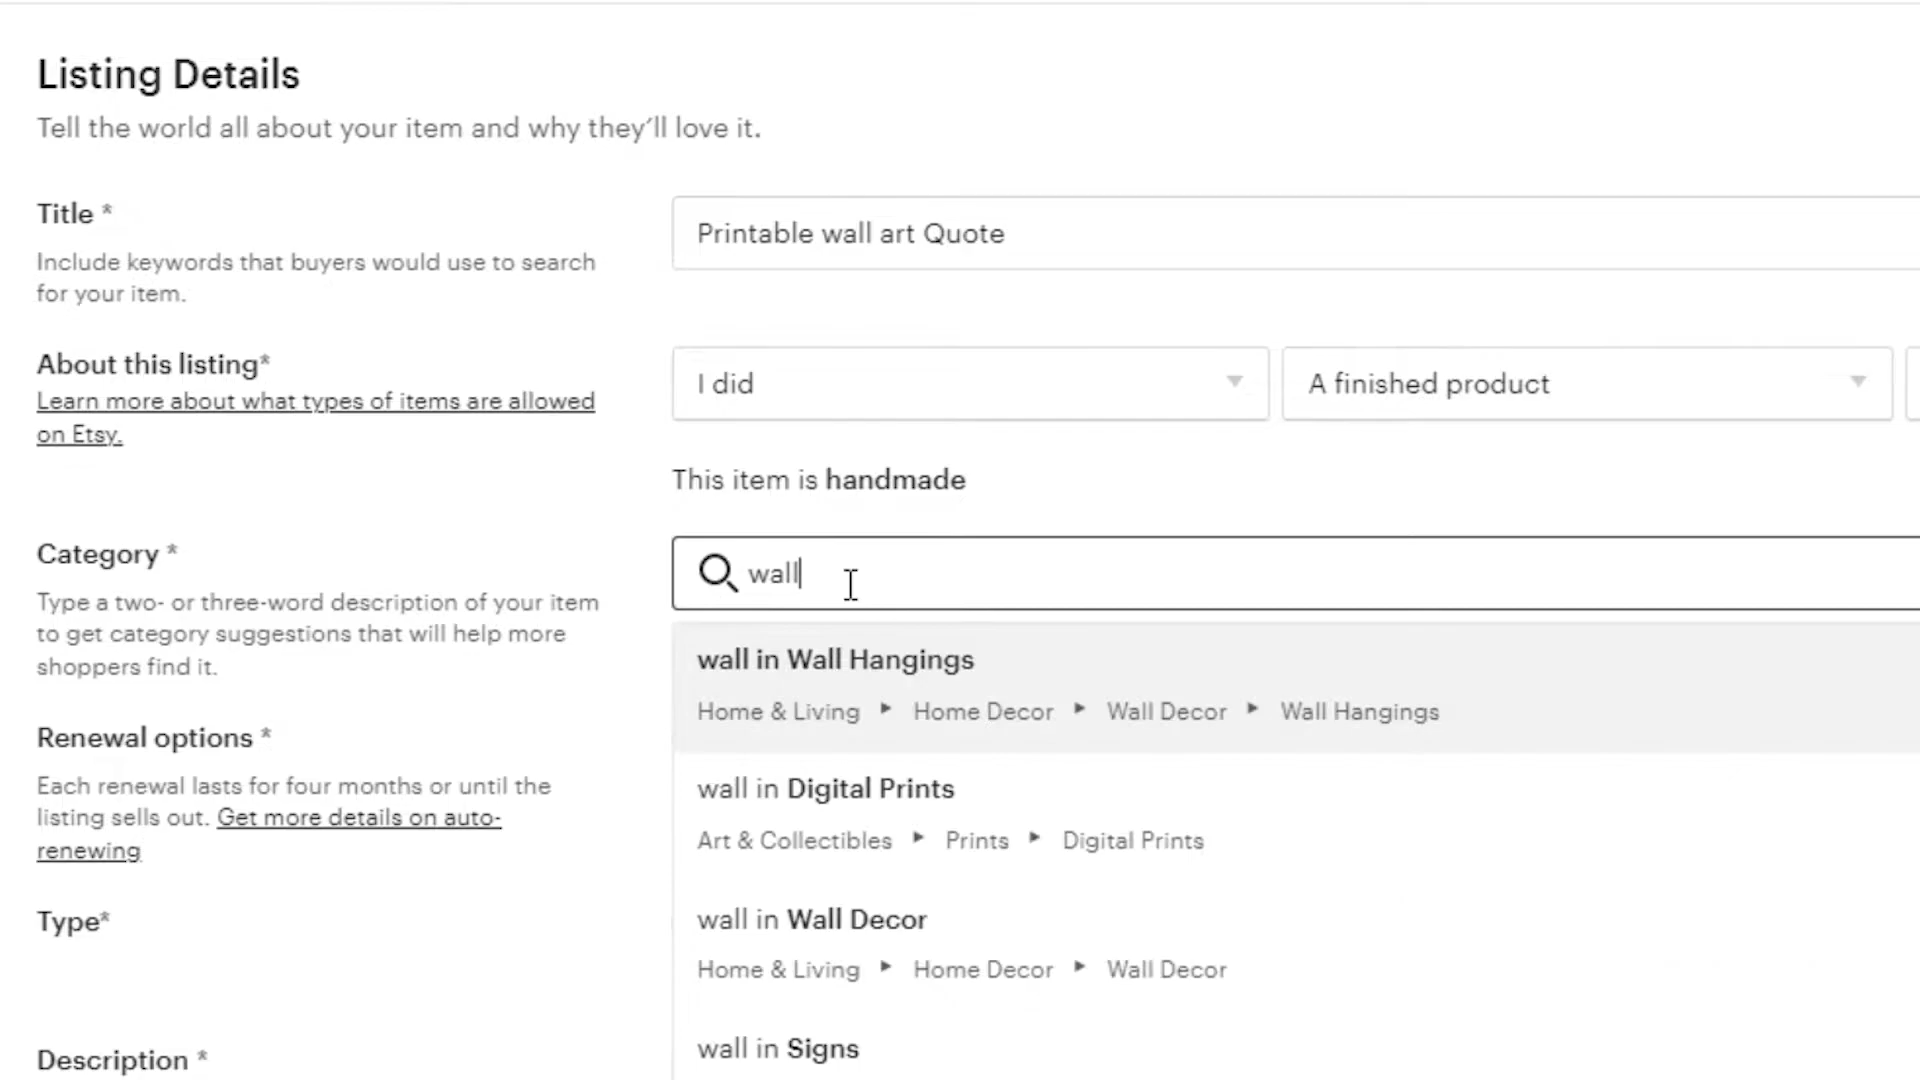 Listing Details
Tell the world all about your item and why they'll love it.
Title *
Include keywords that buyers would use to search
for your item.
Printable wall art Quote
About this listing*
Learn more about what types of items are allowed
on Etsy.
I did
A finished product
This item is handmade
Category *
Type a two- or three-word description of your item
to get category suggestions that will help more
shoppers find it.
wall
wall in Wall Hangings
Home & Living ▸ Home Decor ▸ Wall Decor ▸ Wall Hangings
wall in Digital Prints
Art & Collectibles ▸ Prints ▸ Digital Prints
wall in Wall Decor
Home & Living ▸ Home Decor ▸ Wall Decor
wall in Signs
Renewal options *
Each renewal lasts for four months or until the
listing sells out. Get more details on auto-
renewing
Type*
Description *